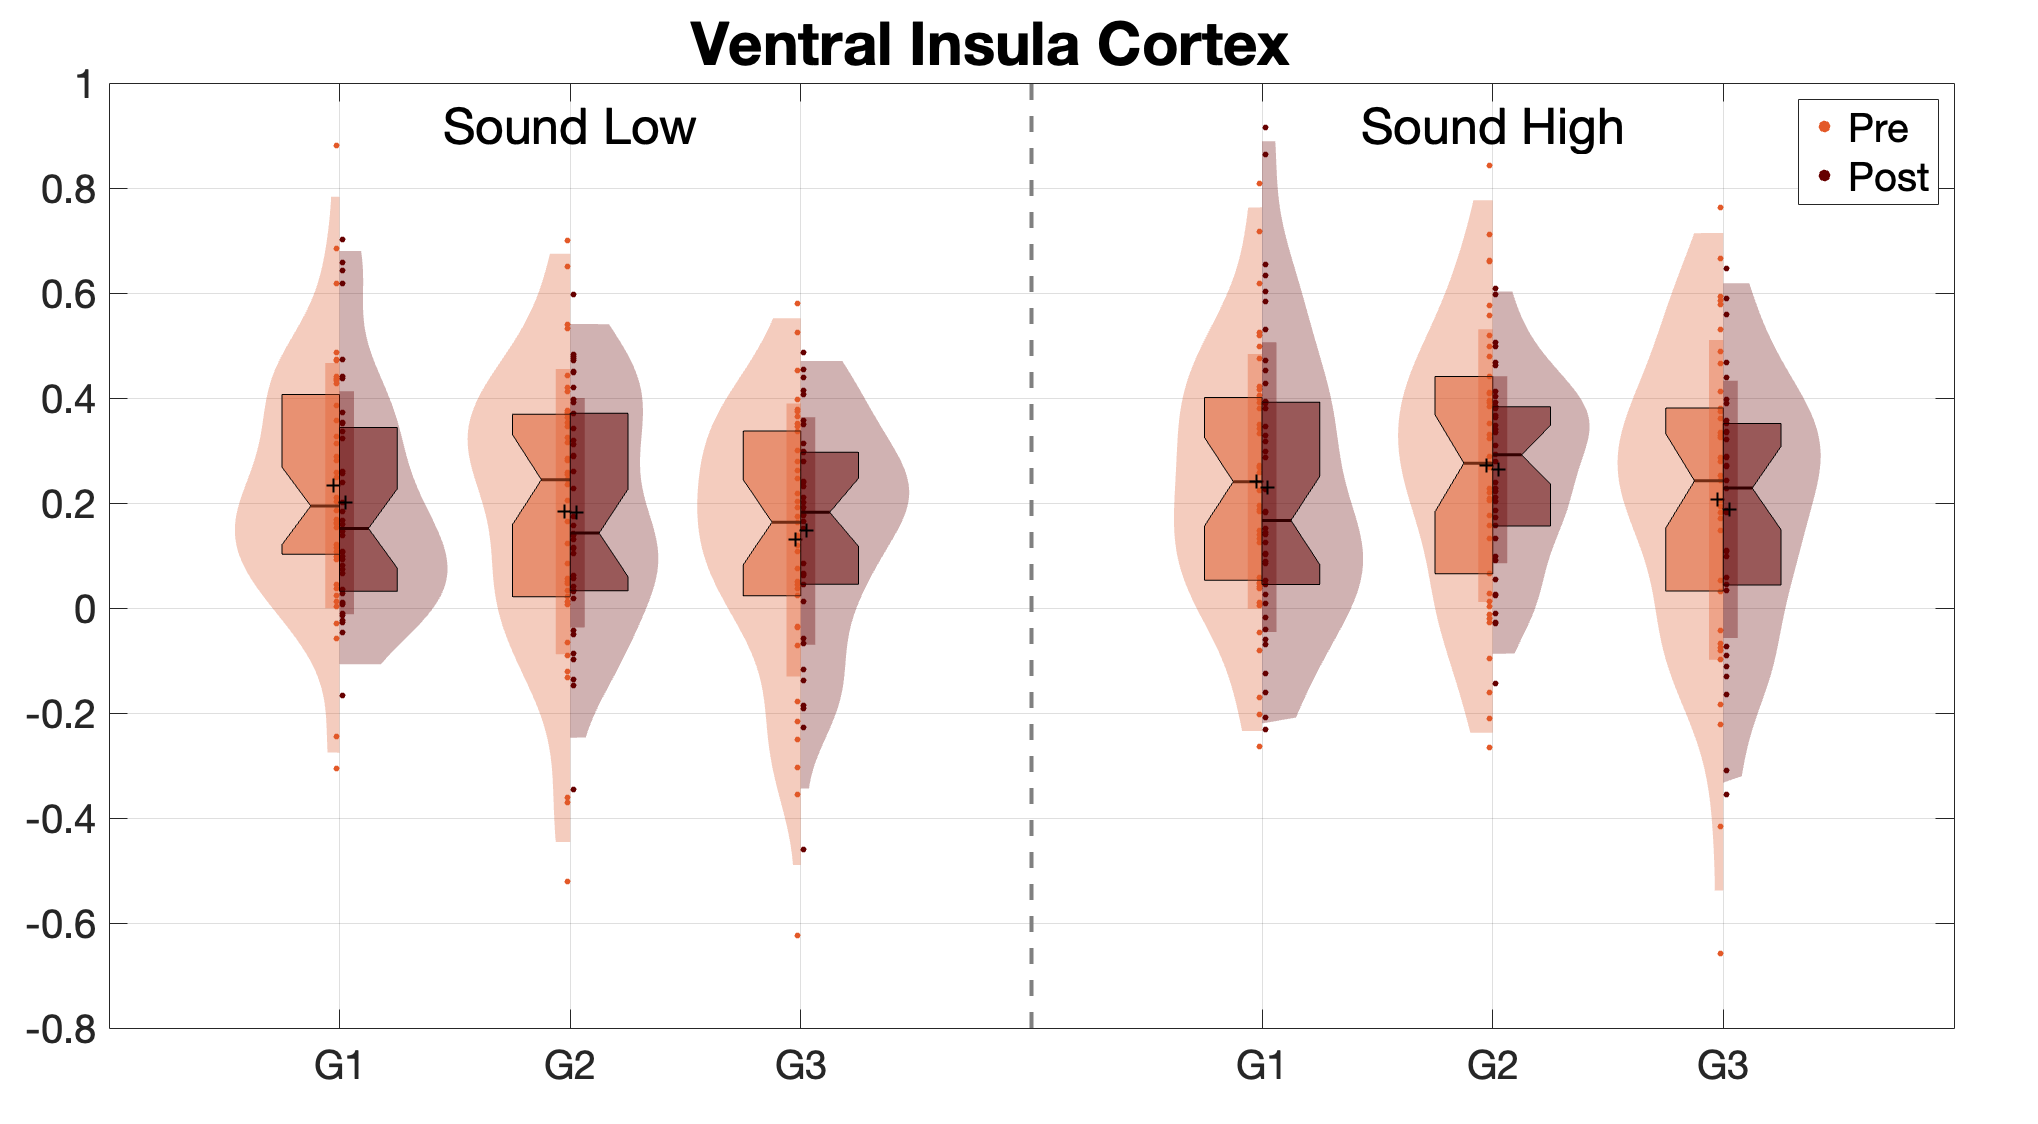 Ventral Insula Cortex
Sound Low
Sound High
Pre
Post
1
0.8
0.6
0.4
0.2
0
-0.2
-0.4
-0.6
-0.8
G1 G2 G3 G1 G2 G3